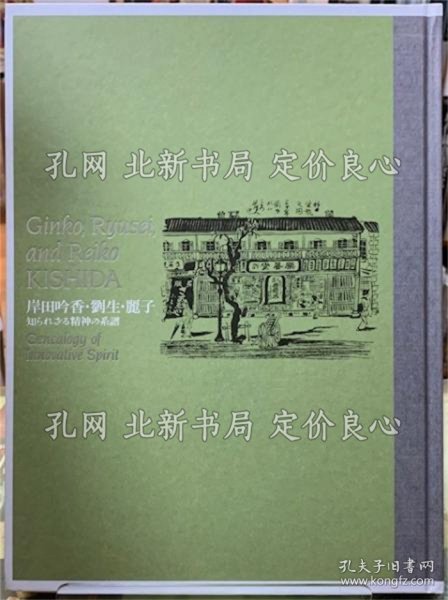 孔网 北新书局 定价良心
Ginko, Ryusei,
and Reiko
KISHIDA
岸田吟香・劉生・麗子
知られざる精神の系譜
Genealogy of
Innovative Spirit
孔网 北新书局 定价良心
孔夫子旧书网
https://www.kongfz.com